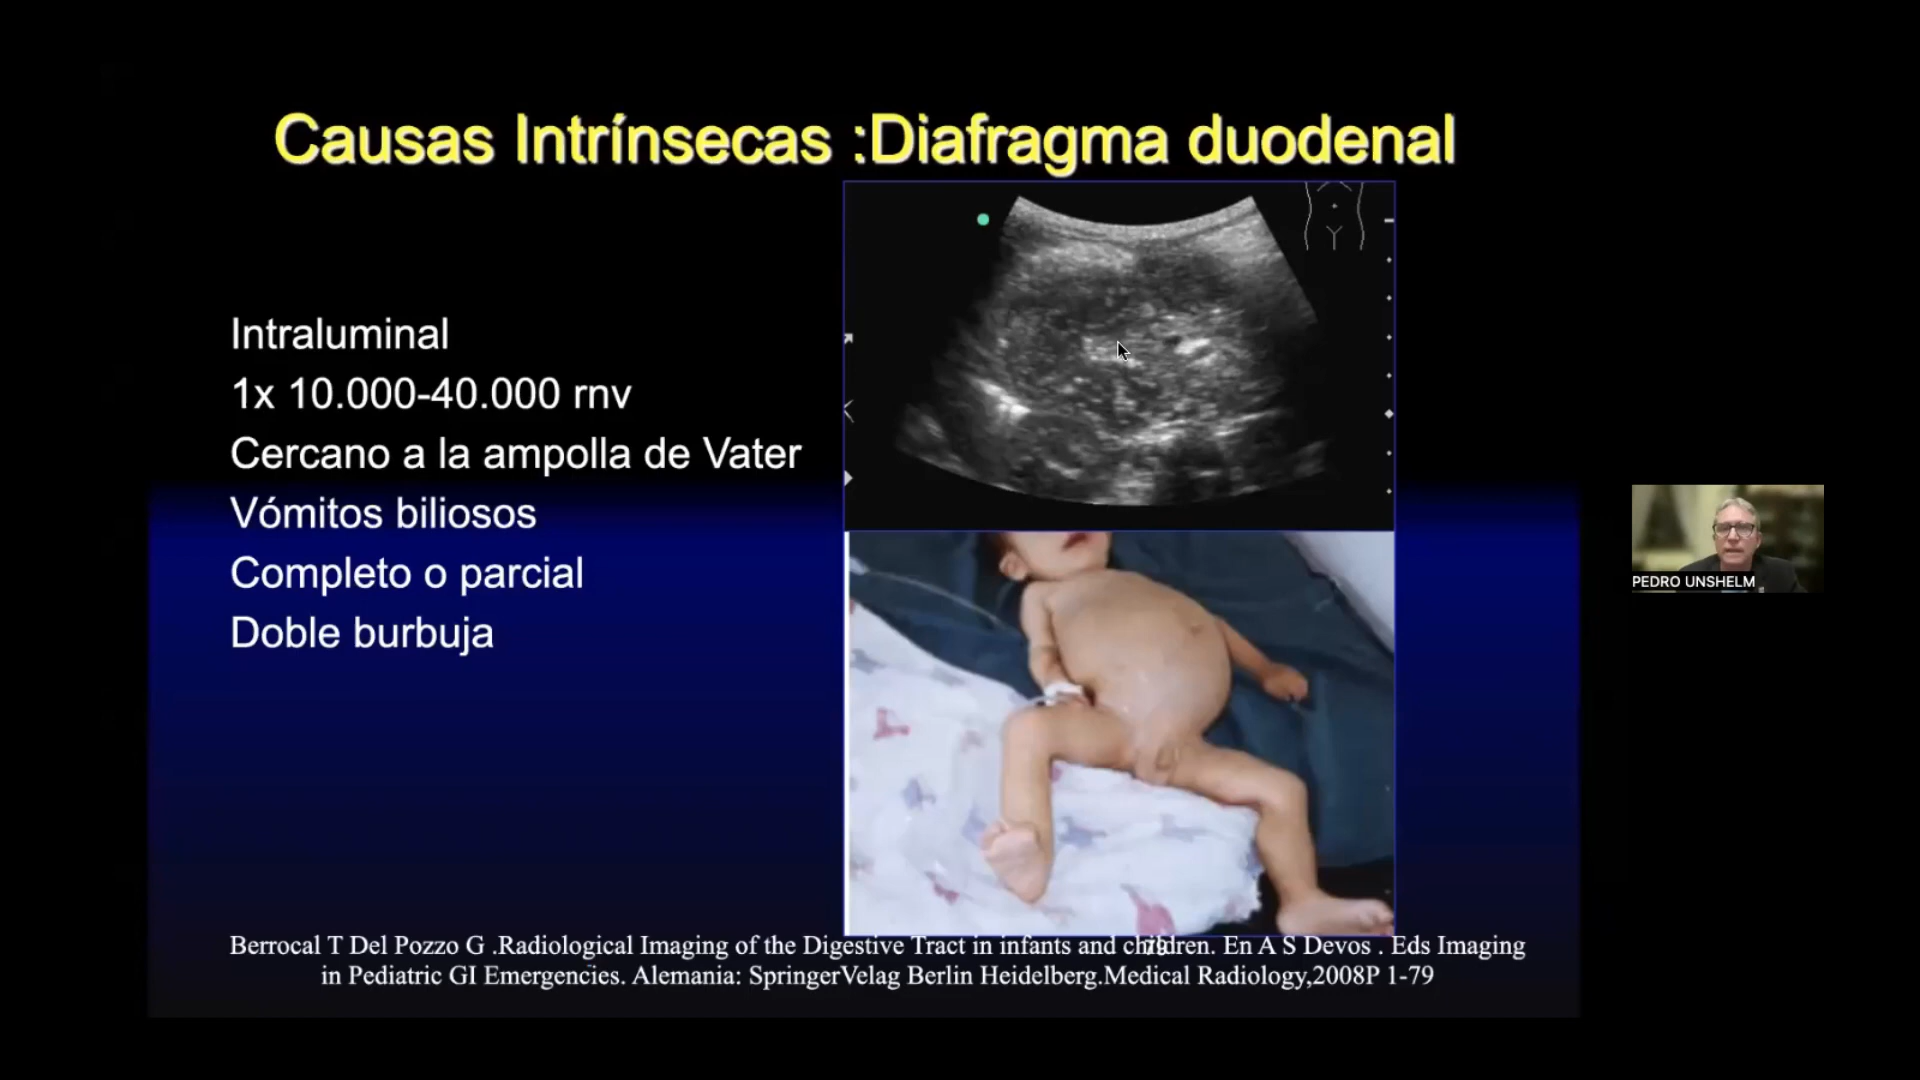 Causas Intrínsecas :Diafragma duodenal
Intraluminal
1x 10.000-40.000 rnv
Cercano a la ampolla de Vater
Vómitos biliosos
Completo o parcial
Doble burbuja
PEDRO UNSHELM
Berrocal T Del Pozzo G .Radiological Imaging of the Digestive Tract in infants and children. En A S Devos . Eds Imaging
in Pediatric GI Emergencies. Alemania: SpringerVelag Berlin Heidelberg.Medical Radiology,2008P 1-79
79